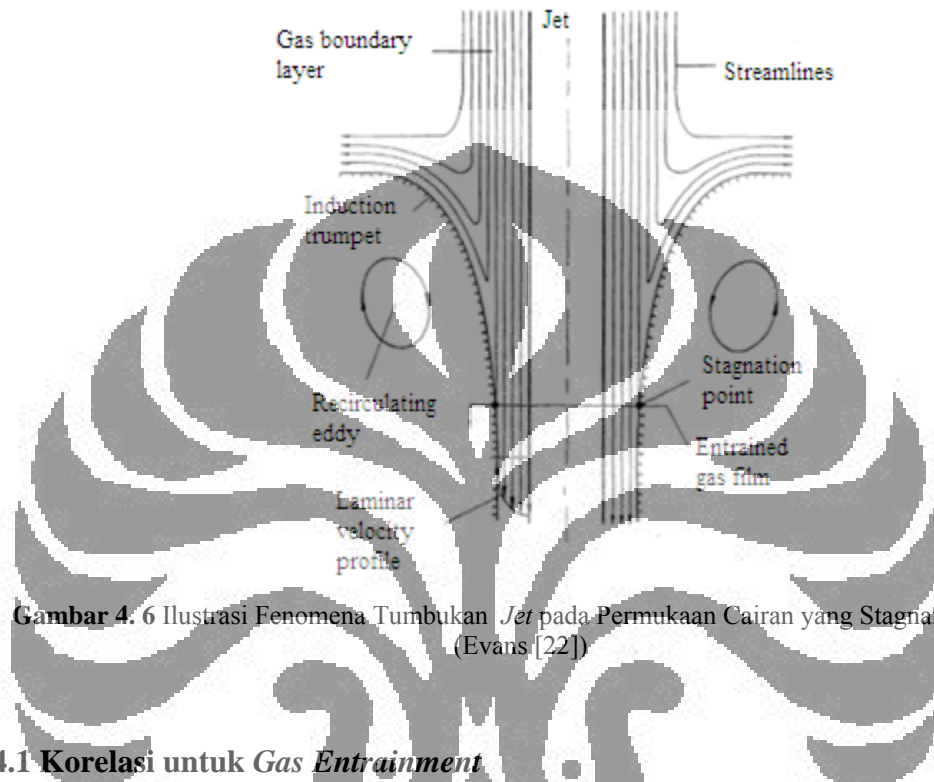 Jet
Gas boundary
layer
Streamlines
Induction
trumpet
Stagnation
point
Recirculating
eddy
Entrained
gas film
Laminar
velocity
profile
Gambar 4. 6 Ilustrasi Fenomena Tumbukan Jet pada Permukaan Cairan yang
(Evans [22])
4.1 Korelasi untuk Gas Entrainment